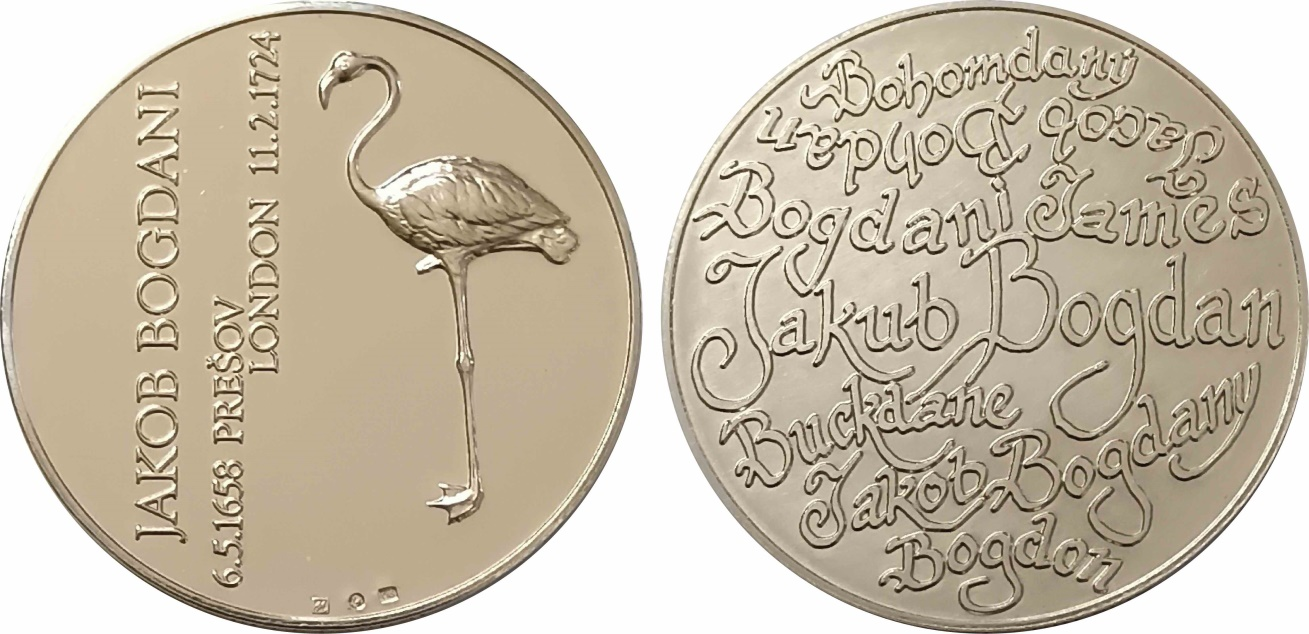 JAKOB BOGDANI
6.5.1658 PREŠOV
LONDON 11.2.1724
Bohomdaný
Jacob Bohdan
Bogdani James
Jakub Bogdan
Buckdane
Jakob Bogdany
Bogdon